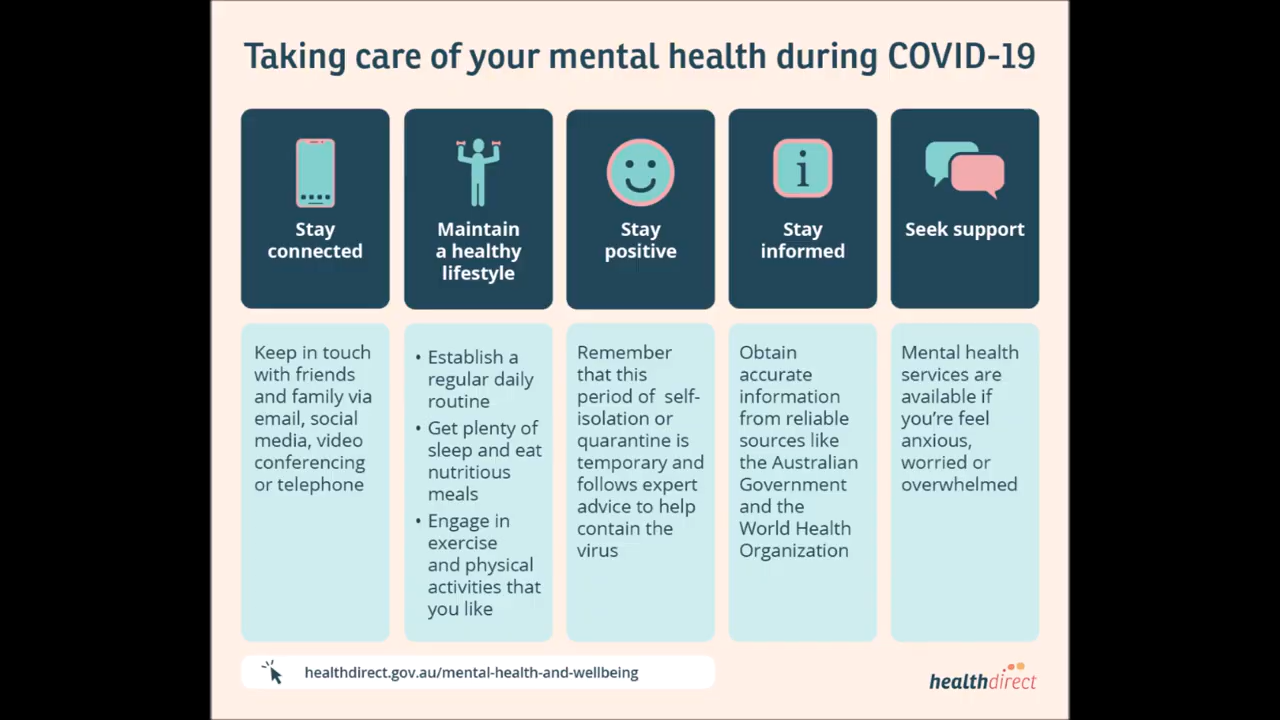 Taking care of your mental health during COVID-19
Stay
connected
Maintain
a healthy
lifestyle
Stay
positive
i
Stay
informed
Seek support
Keep in touch
with friends
and family via
email, social
media, video
conferencing
or telephone
• Establish a
regular daily
routine
• Get plenty of
sleep and eat
nutritious
meals
• Engage in
exercise
and physical
activities that
you like
Remember
that this
period of  self-
isolation or
quarantine is
temporary and
follows expert
advice to help
contain the
virus
Obtain
accurate
information
from reliable
sources like
the Australian
Government
and the
World Health
Organization
Mental health
services are
available if
you’re feel
anxious,
worried or
overwhelmed
healthdirect.gov.au/mental-health-and-wellbeing
healthdirect